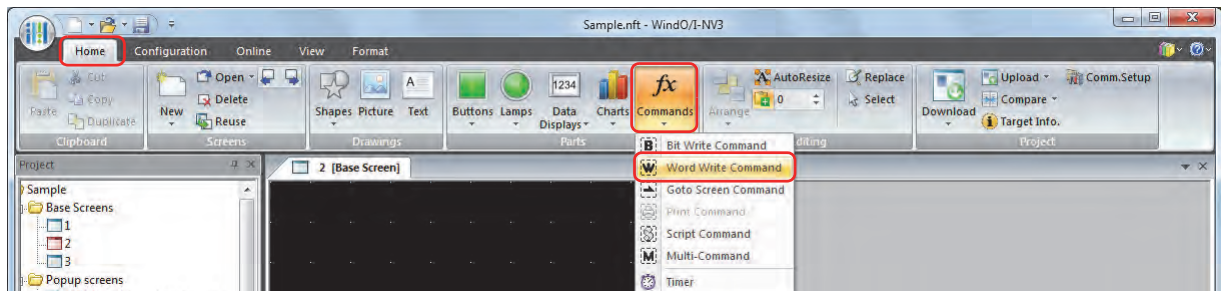 Sample.nft - WindO/I-NV3
Home Configuration Online View Format
Paste
Cut
Copy
Duplicate
Clipboard
New
Open
Delete
Reuse
Screens
Shapes Picture Text
Drawings
Buttons Lamps
1234
Data Displays
Charts
Parts
fx
Commands
Arrange
AutoResize
0
Replace
Select
diting
Download
Upload
Compare
Target Info.
Comm.Setup
Project
Project
Sample
Base Screens
1
2
3
Popup screens
2 [Base Screen]
B Bit Write Command
W Word Write Command
Goto Screen Command
Print Command
S Script Command
M Multi-Command
Timer